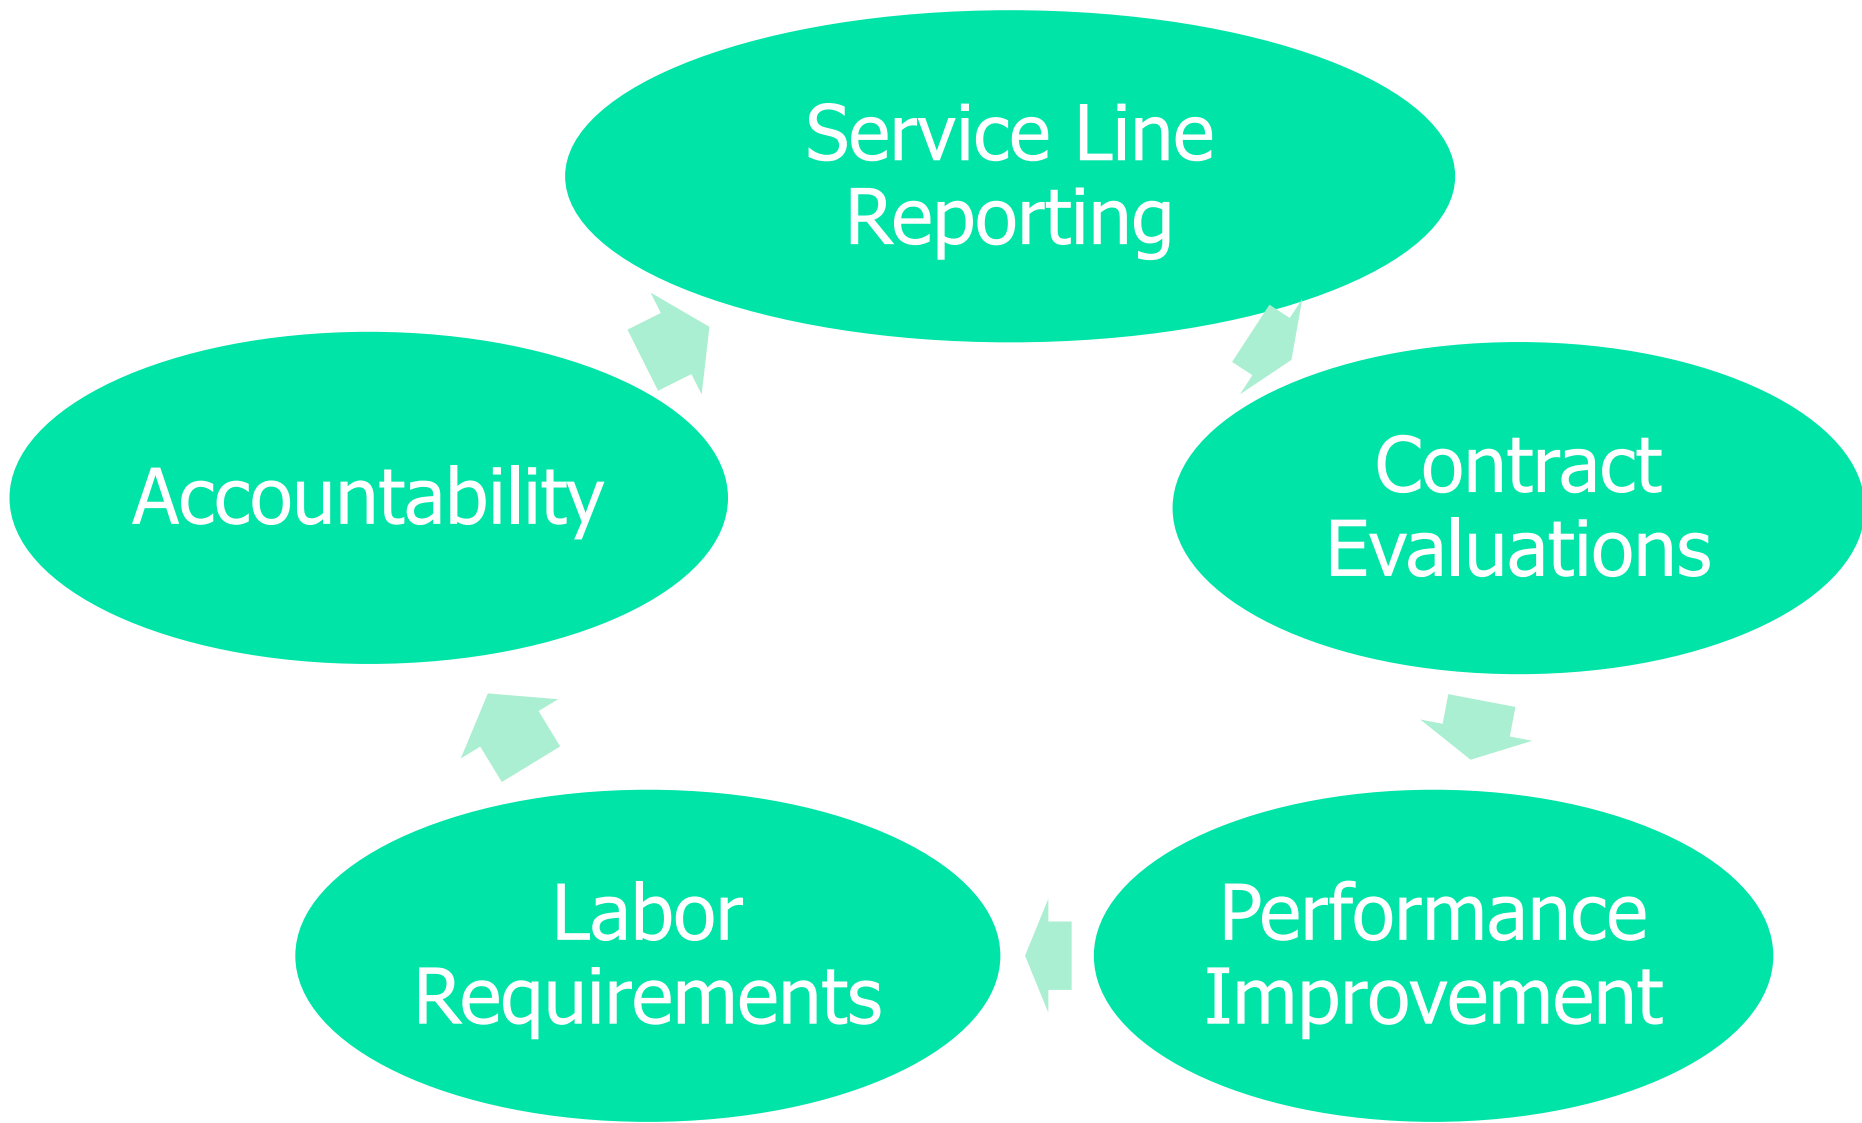 Service Line
Reporting
Contract
Evaluations
Performance
Improvement
Labor
Requirements
Accountability